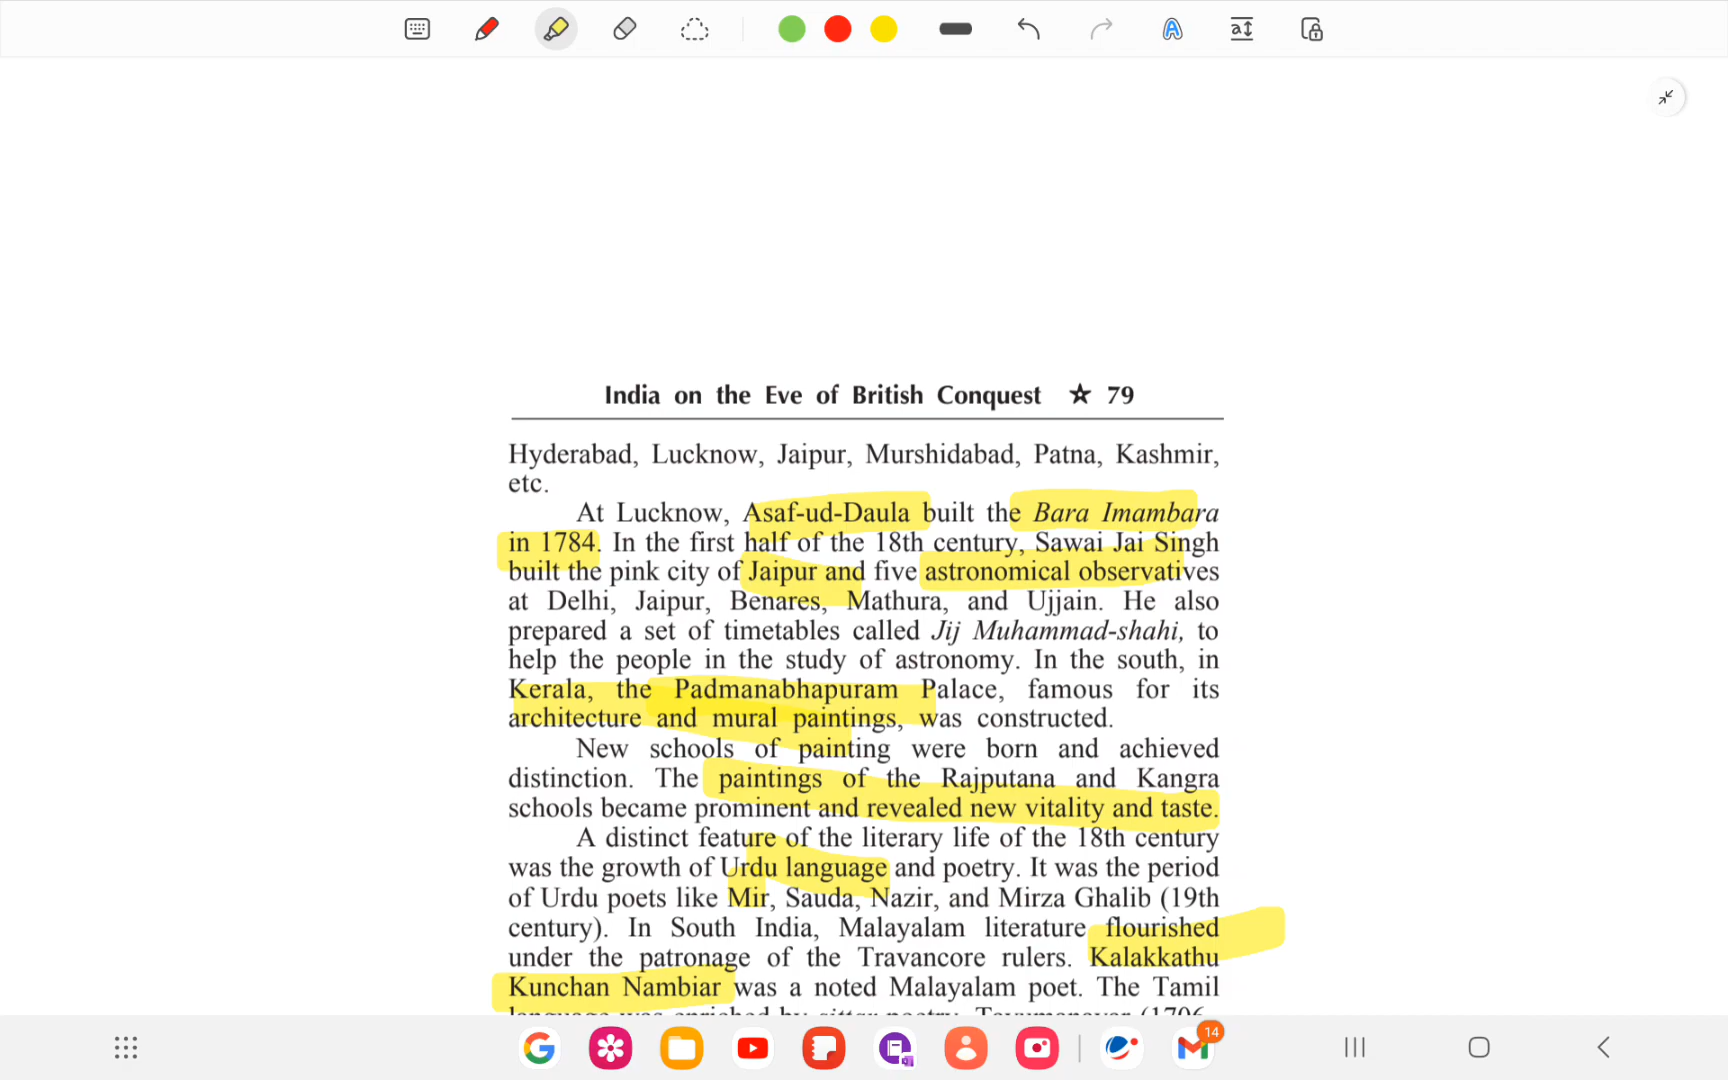 India on the Eve of British Conquest ☆ 79
Hyderabad, Lucknow, Jaipur, Murshidabad, Patna, Kashmir,
etc.
At Lucknow, Asaf-ud-Daula built the Bara Imambara
in 1784. In the first half of the 18th century, Sawai Jai Singh
built the pink city of Jaipur and five astronomical observatives
at Delhi, Jaipur, Benares, Mathura, and Ujjain. He also
prepared a set of timetables called Jij Muhammad-shahi, to
help the people in the study of astronomy. In the south, in
Kerala, the Padmanabhapuram Palace, famous for its
architecture and mural paintings, was constructed.
New schools of painting were born and achieved
distinction. The paintings of the Rajputana and Kangra
schools became prominent and revealed new vitality and taste.
A distinct feature of the literary life of the 18th century
was the growth of Urdu language and poetry. It was the period
of Urdu poets like Mir, Sauda, Nazir, and Mirza Ghalib (19th
century). In South India, Malayalam literature flourished
under the patronage of the Travancore rulers. Kalakkathu
Kunchan Nambiar was a noted Malayalam poet. The Tamil
language was enriched by sittar poetry. Tayumanavar (1706-
14